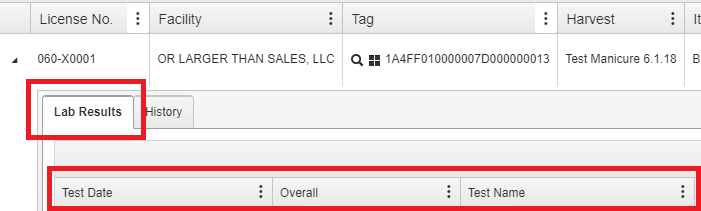 License No. Facility Tag Harvest It
060-X0001 OR LARGER THAN SALES, LLC 1A4FF010000007D000000013 Test Manicure 6.1.18 B
Lab Results History
Test Date Overall Test Name